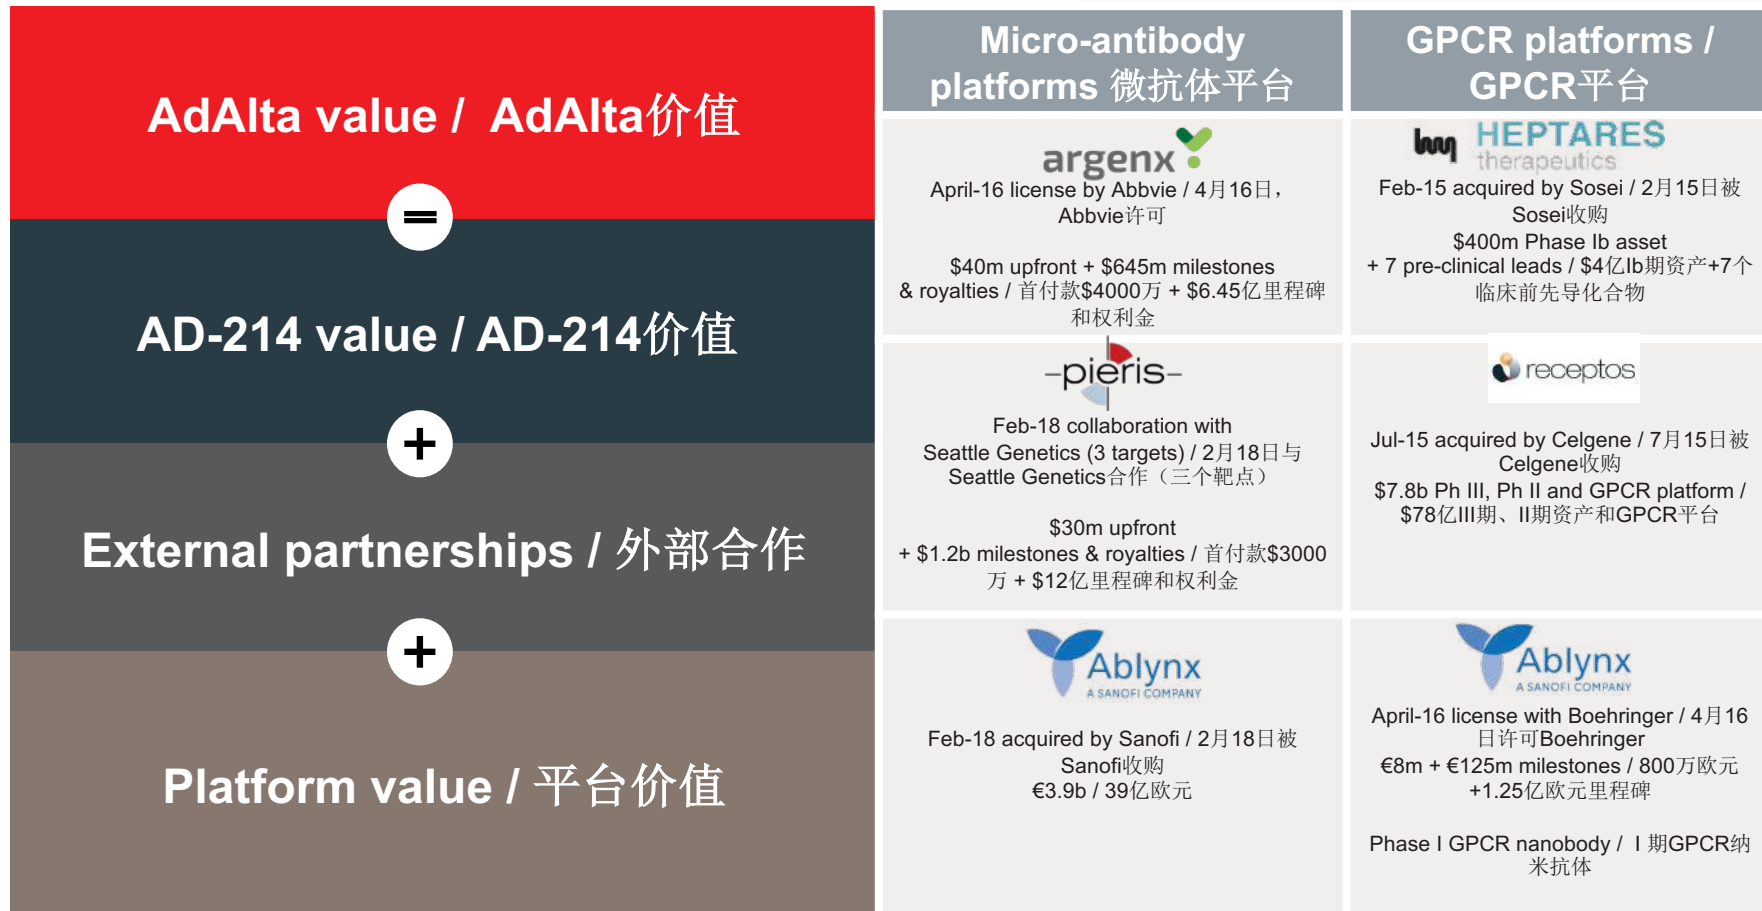 AdAlta value / AdAlta价值
=
AD-214 value / AD-214价值
+
External partnerships / 外部合作
+
Platform value / 平台价值
Micro-antibody
platforms 微抗体平台
argenx
April-16 license by Abbvie / 4月16日，
Abbvie许可
$40m upfront + $645m milestones
& royalties / 首付款$4000万 + $6.45亿里程碑
和权利金
pieris
Feb-18 collaboration with
Seattle Genetics (3 targets) / 2月18日与
Seattle Genetics合作（三个靶点）
$30m upfront
+ $1.2b milestones & royalties / 首付款$3000
万 + $12亿里程碑和权利金
Ablynx
A SANOFI COMPANY
Feb-18 acquired by Sanofi / 2月18日被
Sanofi收购
€3.9b / 39亿欧元
GPCR platforms /
GPCR平台
HEPTARES
therapeutics
Feb-15 acquired by Sosei / 2月15日被
Sosei收购
$400m Phase Ib asset
+ 7 pre-clinical leads / $4亿Ib期资产+7个
临床前先导化合物
receptos
Jul-15 acquired by Celgene / 7月15日被
Celgene收购
$7.8b Ph III, Ph II and GPCR platform /
$78亿III期、II期资产和GPCR平台
Ablynx
A SANOFI COMPANY
April-16 license with Boehringer / 4月16
日许可Boehringer
€8m + €125m milestones / 800万欧元
+1.25亿欧元里程碑
Phase I GPCR nanobody / I 期GPCR纳
米抗体